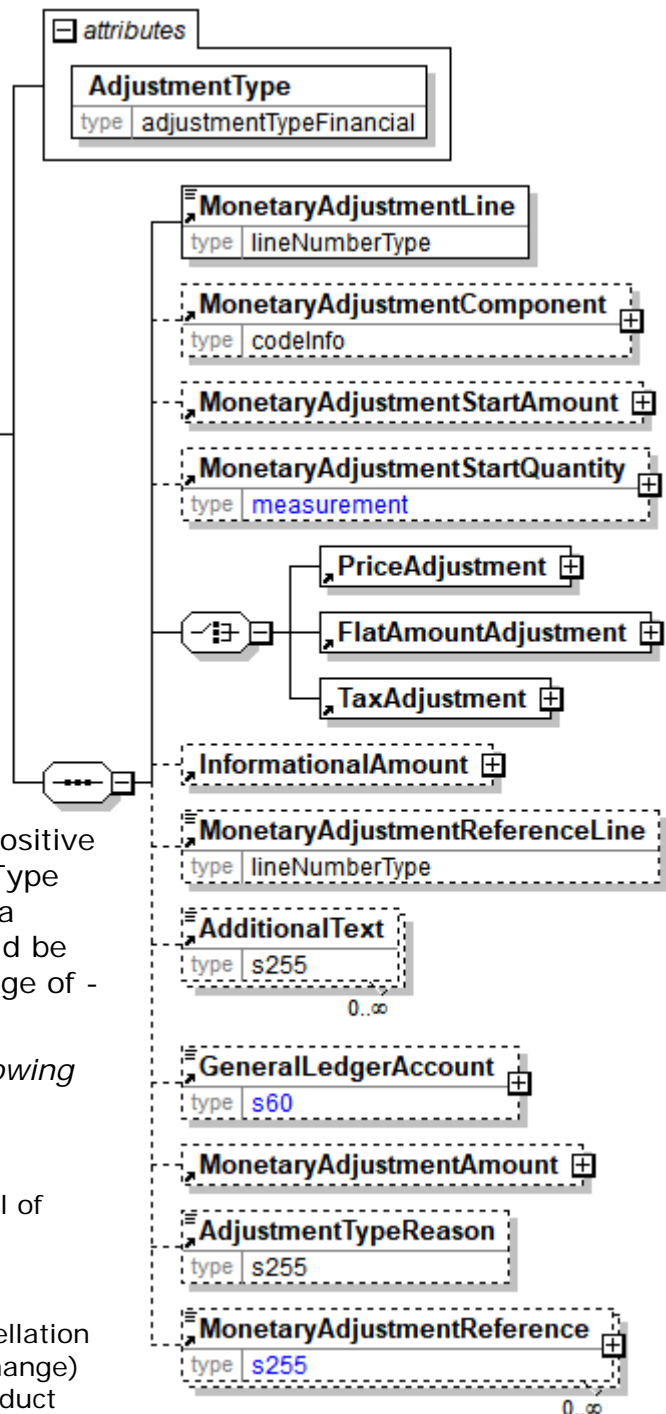 attributes
AdjustmentType
type adjustmentTypeFinancial
MonetaryAdjustmentLine
type lineNumberType
MonetaryAdjustmentComponent
type codeInfo
MonetaryAdjustmentStartAmount
MonetaryAdjustmentStartQuantity
type measurement
PriceAdjustment
FlatAmountAdjustment
TaxAdjustment
InformationalAmount
MonetaryAdjustmentReferenceLine
type lineNumberType
AdditionalText
type s255
0..∞
GeneralLedgerAccount
type s60
MonetaryAdjustmentAmount
AdjustmentTypeReason
type s255
MonetaryAdjustmentReference
type s255
0..∞
ositive
Type
a
d be
ge of -
owing
l of
ellation
hange)
duct